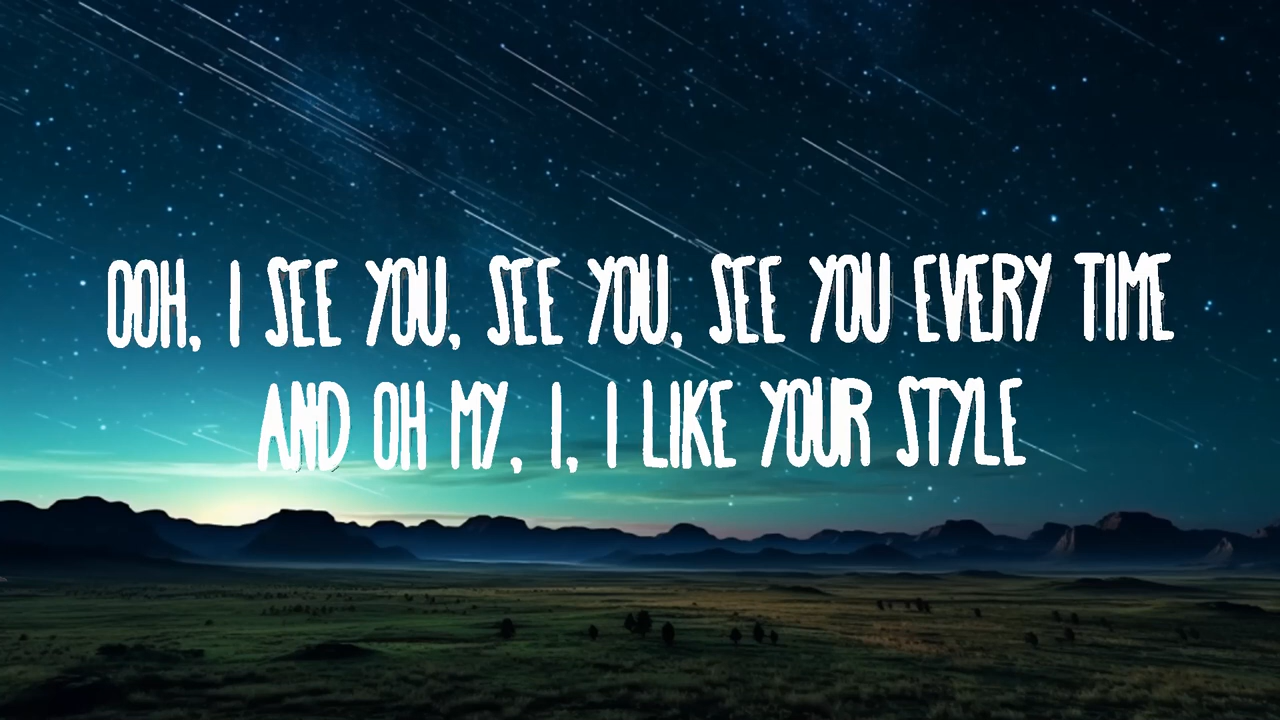 OOH, I SEE YOU, SEE YOU, SEE YOU EVERY TIME
AND OH MY, I, I LIKE YOUR STYLE